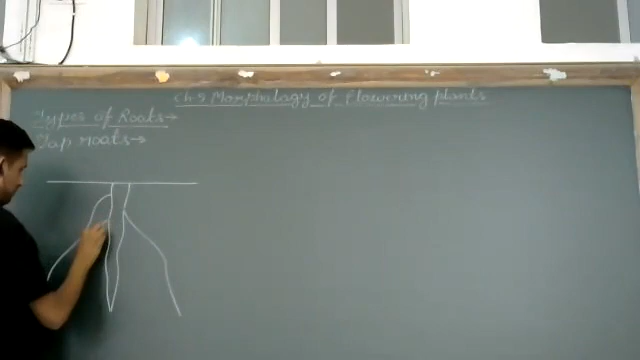 Ch-5 Morphology of Flowering plants
Types of Roots→
Tap roots→